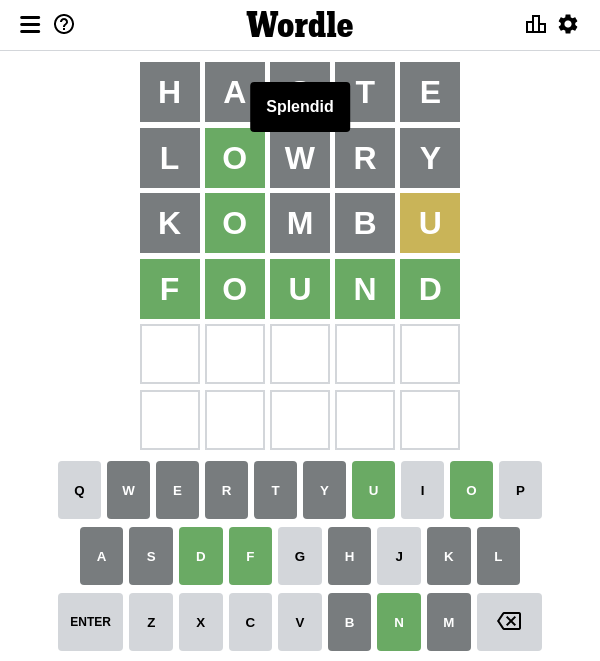 Wordle
H A T E
Splendid
L O W R Y
K O M B U
F O U N D
Q W E R T Y U I O P
A S D F G H J K L
ENTER Z X C V B N M